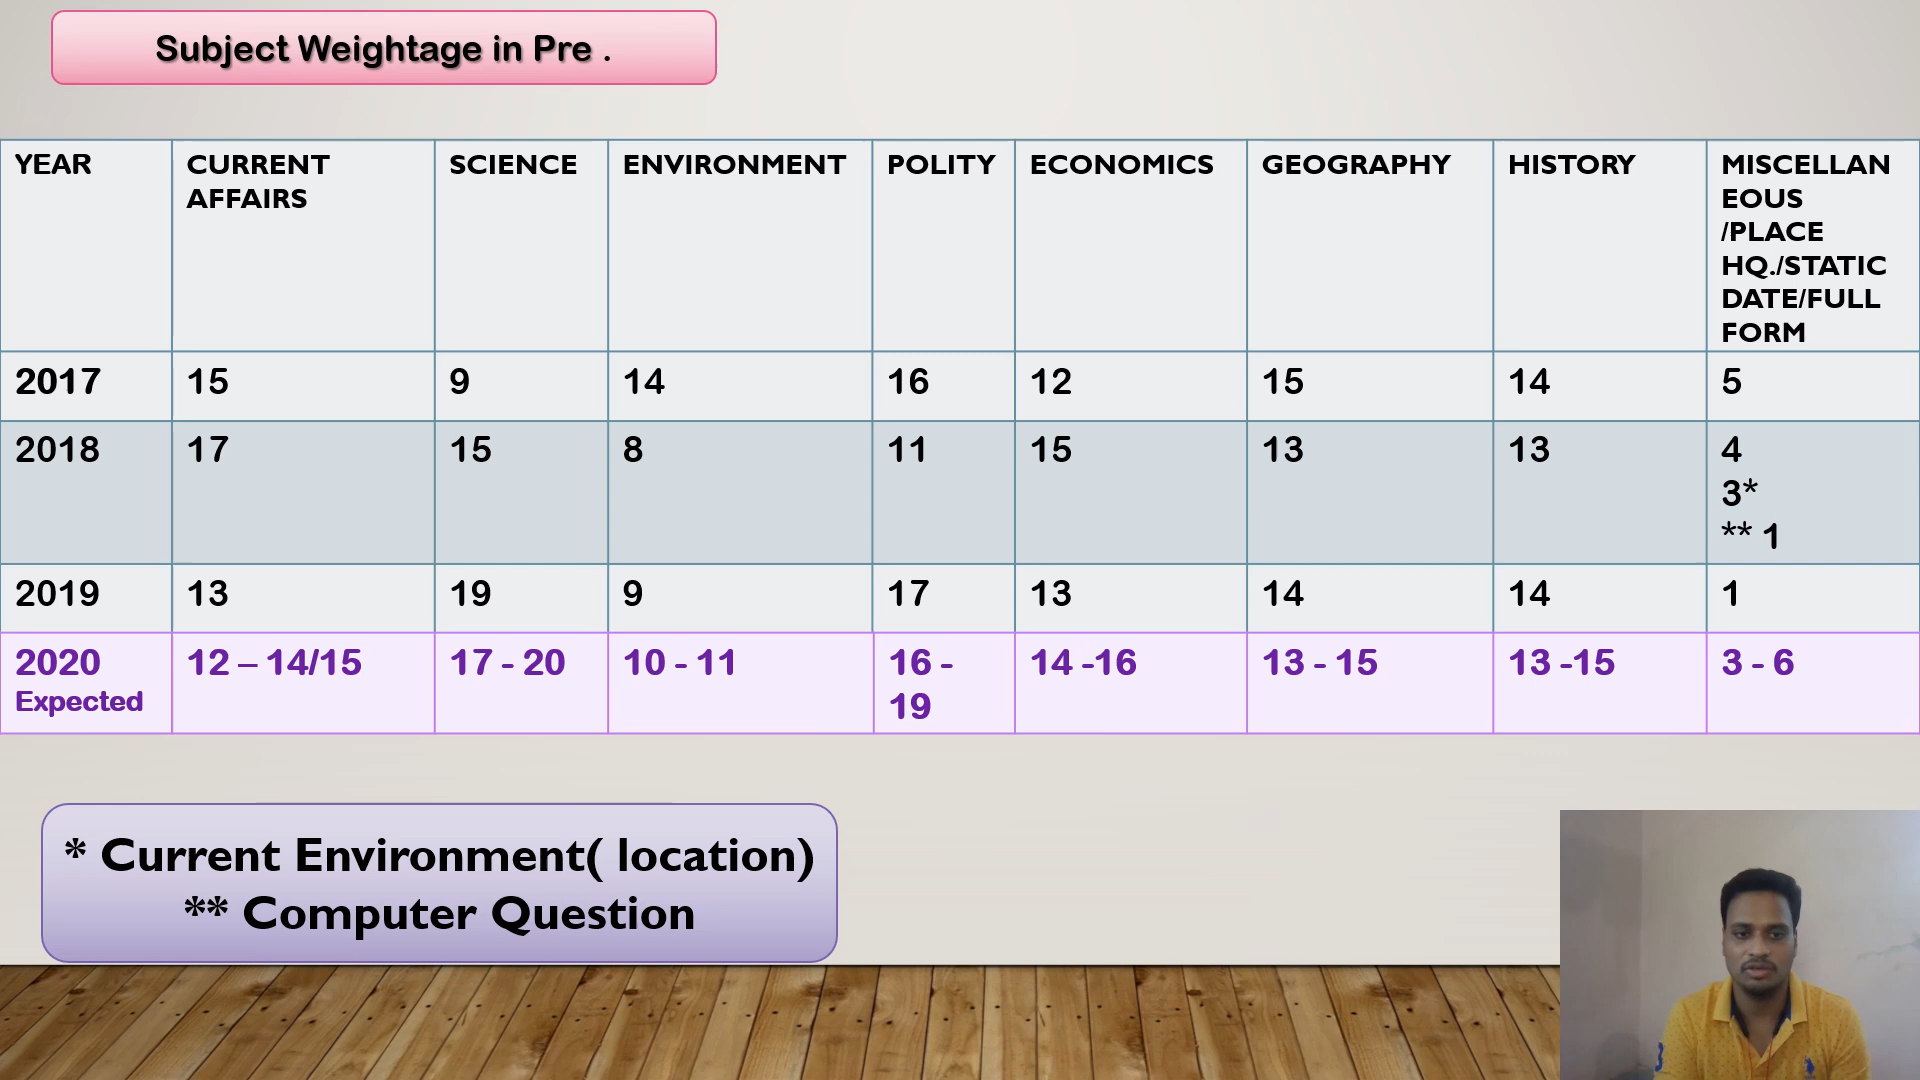 Subject Weightage in Pre .
YEAR
CURRENT
AFFAIRS
SCIENCE
ENVIRONMENT
POLITY
ECONOMICS
GEOGRAPHY
HISTORY
MISCELLAN
EOUS
/PLACE
HQ./STATIC
DATE/FULL
FORM
2017
15
9
14
16
12
15
14
5
2018
17
15
8
11
15
13
13
4
3*
** 1
2019
13
19
9
17
13
14
14
1
2020
Expected
12 – 14/15
17 - 20
10 - 11
16 -
19
14 -16
13 - 15
13 -15
3 - 6
* Current Environment( location)
** Computer Question
3